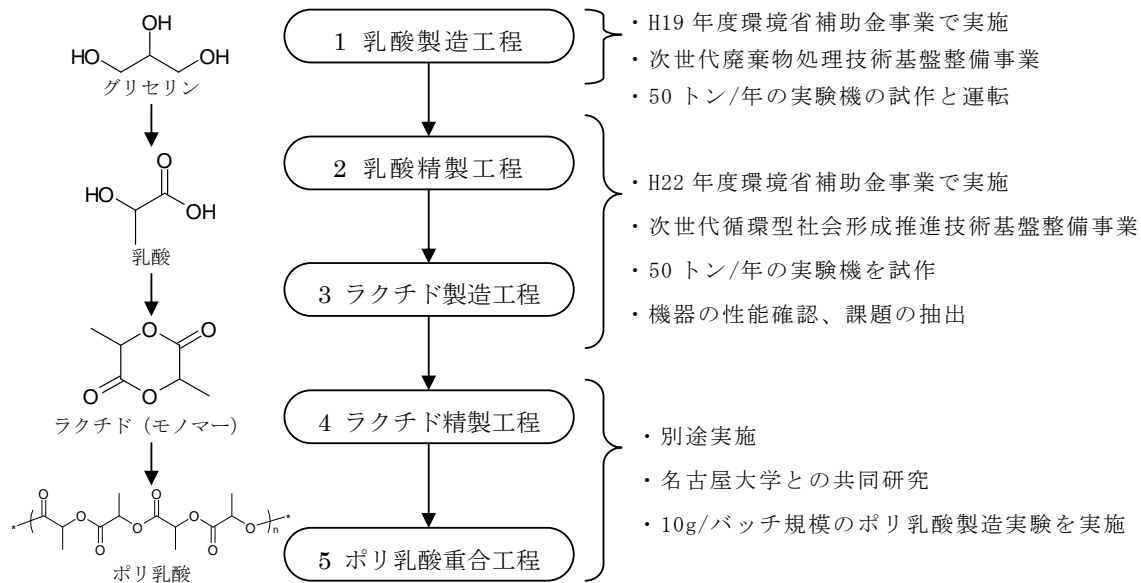 OH
HO
OH
グリセリン
O
HO
OH
乳酸
O
O
O
O
ラクチド（モノマー）
O
O
O
O
*
O
O
O
O
n
*
ポリ乳酸
1 乳酸製造工程
2 乳酸精製工程
3 ラクチド製造工程
4 ラクチド精製工程
5 ポリ乳酸重合工程
・H19 年度環境省補助金事業で実施
・次世代廃棄物処理技術基盤整備事業
・50 トン/年の実験機の試作と運転
・H22 年度環境省補助金事業で実施
・次世代循環型社会形成推進技術基盤整備事業
・50 トン/年の実験機を試作
・機器の性能確認、課題の抽出
・別途実施
・名古屋大学との共同研究
・10g/バッチ規模のポリ乳酸製造実験を実施